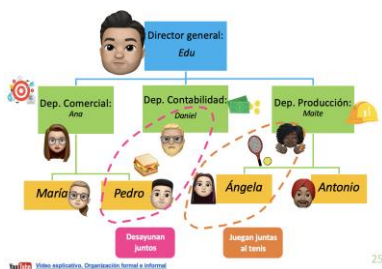 Director general:
Edu
Dep. Comercial:
Ana
Dep. Contabilidad:
Daniel
Dep. Producción:
Maite
María
Pedro
Ángela
Antonio
Desayunan
juntos
Juegan juntas
al tenis
YouTube Video explicativo. Organización formal e informal
25